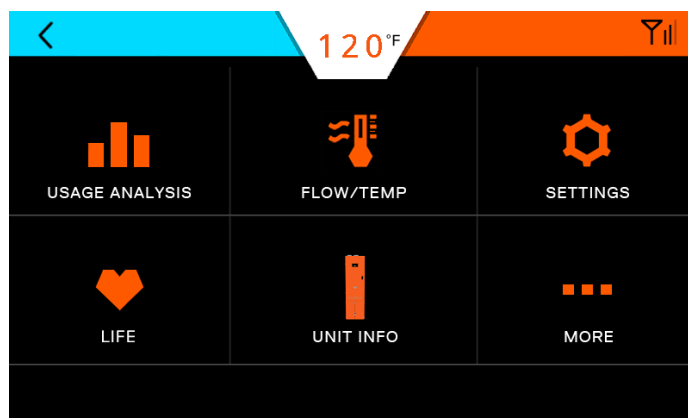 120°F
USAGE ANALYSIS
FLOW/TEMP
SETTINGS
LIFE
UNIT INFO
MORE